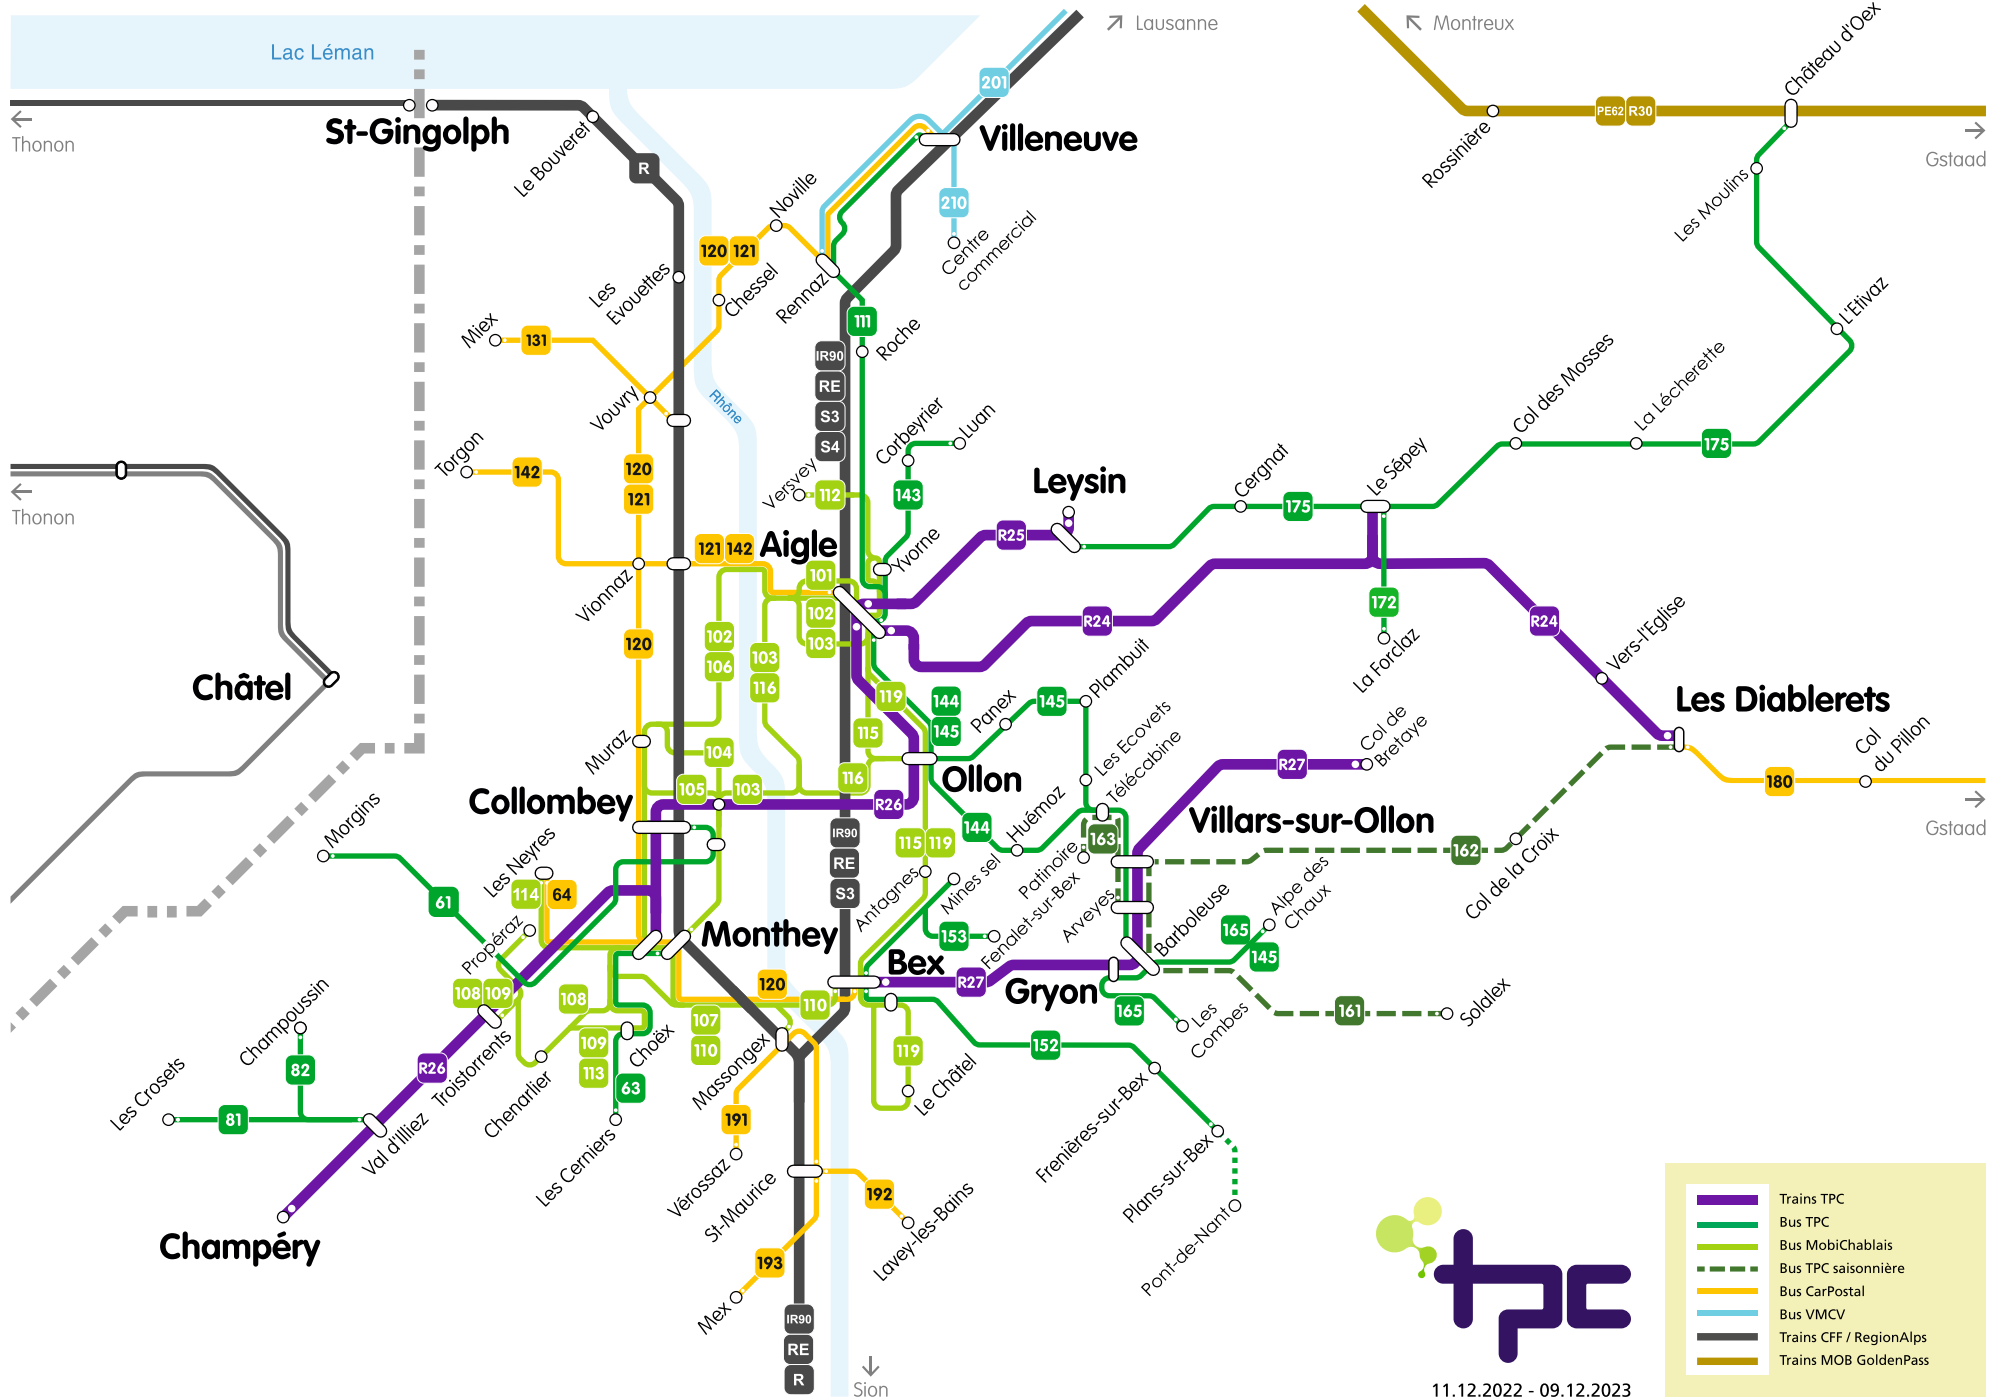 Lac Léman
Lausanne
Montreux
Château d'Oex
201
PE62
R30
Thonon
St-Gingolph
Le Bouveret
R
Villeneuve
Rossinière
Gstaad
Les Moulins
Noville
210
Centre
commercial
120
121
Chessel
Rennaz
Les
Evouettes
L'Etivaz
Miex
131
111
Roche
IR90
RE
S3
S4
Rhône
Vouvry
Col des Mosses
La Lécherette
175
Corbeyrier
Luan
Torgon
142
120
121
Versvey
112
143
Leysin
Cergnat
175
Le Sépey
Thonon
121
142
Aigle
Yvorne
R25
Vionnaz
101
102
103
R24
172
R24
La Forclaz
Vers-l'Eglise
120
102
106
103
116
Châtel
119
144
145
Panex
145
Plambuit
Les Diablerets
Muraz
104
115
Les Ecovets
Télécabine
R27
Col de
Bretaye
Col
du Pillon
180
Gstaad
Collombey
105
103
116
R26
Ollon
144
Huémoz
Villars-sur-Ollon
162
Col de la Croix
Morgins
Les Neyres
114
64
61
IR90
RE
S3
115
119
163
Patinoire
Antagnes
Mines sel
153
Fenalet-sur-Bex
Arveyes
Barboleuse
165
145
Alpe des
Chaux
Propéraz
Monthey
Bex
R27
Gryon
165
Les
Combes
161
Solalex
108
109
108
120
110
107
110
109
113
Choëx
63
Champoussin
82
Les Crosets
81
R26
Troistorrents
Chenarlier
Val d'Illiez
Les Cerniers
Massongex
119
Le Châtel
152
Frenières-sur-Bex
Plans-sur-Bex
Pont-de-Nant
191
Vérossaz
St-Maurice
192
Lavey-les-Bains
193
Mex
Champéry
IR90
RE
R
Sion
tpc
11.12.2022 - 09.12.2023
Trains TPC
Bus TPC
Bus MobiChablais
Bus TPC saisonnière
Bus CarPostal
Bus VMCV
Trains CFF / RegionAlps
Trains MOB GoldenPass